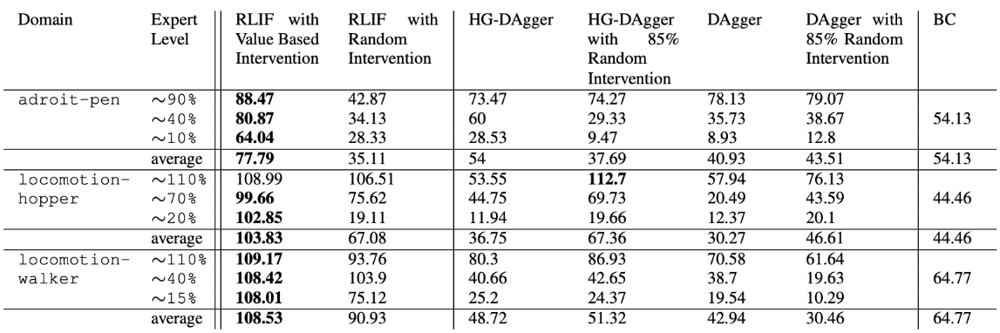 Domain Expert Level RLIF with Value Based Intervention RLIF with Random Intervention HG-DAgger HG-DAgger with 85% Random Intervention DAgger DAgger with 85% Random Intervention BC
adroit-pen ~90% 88.47 42.87 73.47 74.27 78.13 79.07
~40% 80.87 34.13 60 29.33 35.73 38.67 54.13
~10% 64.04 28.33 28.53 9.47 8.93 12.8
average 77.79 35.11 54 37.69 40.93 43.51 54.13
locomotion- ~110% 108.99 106.51 53.55 112.7 57.94 76.13
hopper ~70% 99.66 75.62 44.75 69.73 20.49 43.59 44.46
~20% 102.85 19.11 11.94 19.66 12.37 20.1
average 103.83 67.08 36.75 67.36 30.27 46.61 44.46
locomotion- ~110% 109.17 93.76 80.3 86.93 70.58 61.64
walker ~40% 108.42 103.9 40.66 42.65 38.7 19.63 64.77
~15% 108.01 75.12 25.2 24.37 19.54 10.29
average 108.53 90.93 48.72 51.32 42.94 30.46 64.77